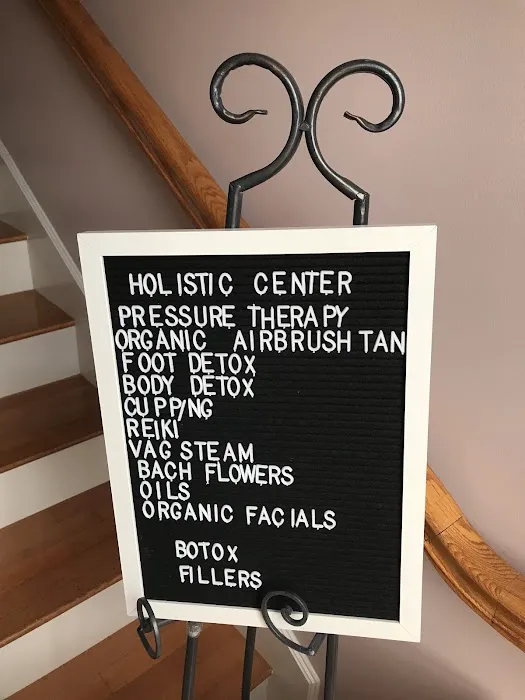 HOLISTIC CENTER
PRESSURE THERAPY
ORGANIC AIRBRUSH TAN
FOOT DETOX
BODY DETOX
CUPPING
REIKI
VAG STEAM
BACH FLOWERS
OILS
ORGANIC FACIALS
BOTOX
FILLERS